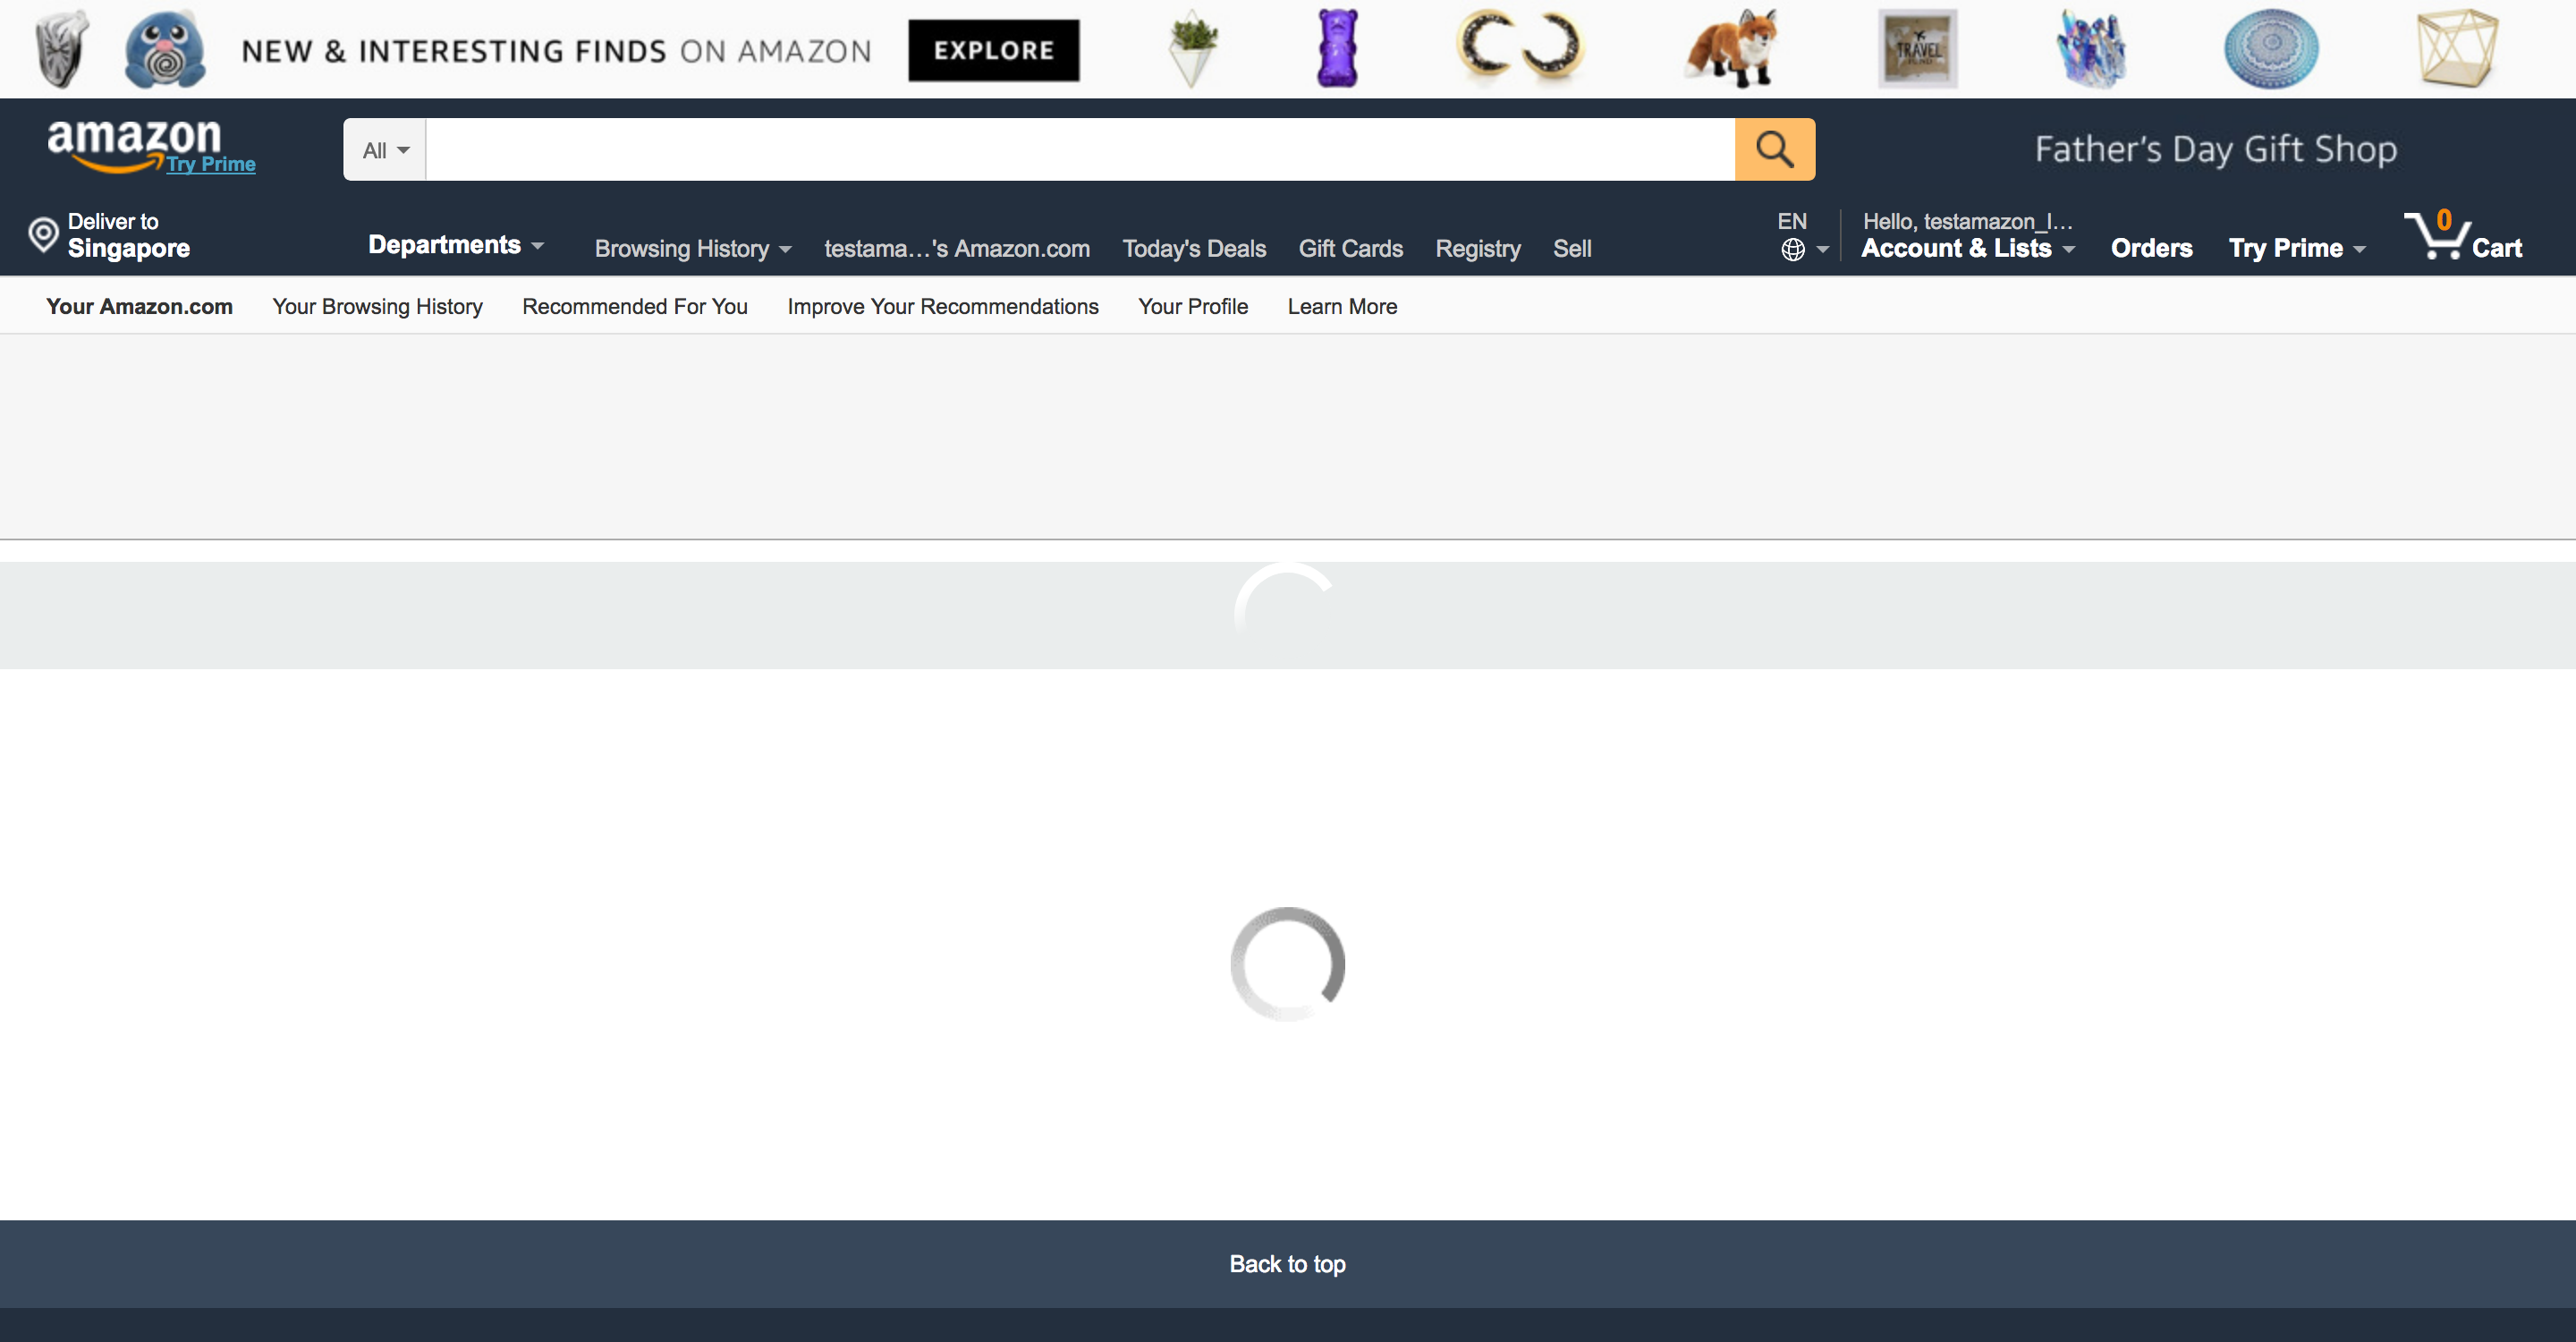 NEW & INTERESTING FINDS ON AMAZON EXPLORE
TRAVEL
FUND
amazon
Try Prime
All
Father's Day Gift Shop
Deliver to
Singapore
Departments
Browsing History
testama...'s Amazon.com
Today's Deals
Gift Cards
Registry
Sell
EN
Hello, testamazon_l...
Account & Lists
Orders
Try Prime
0
Cart
Your Amazon.com
Your Browsing History
Recommended For You
Improve Your Recommendations
Your Profile
Learn More
Back to top